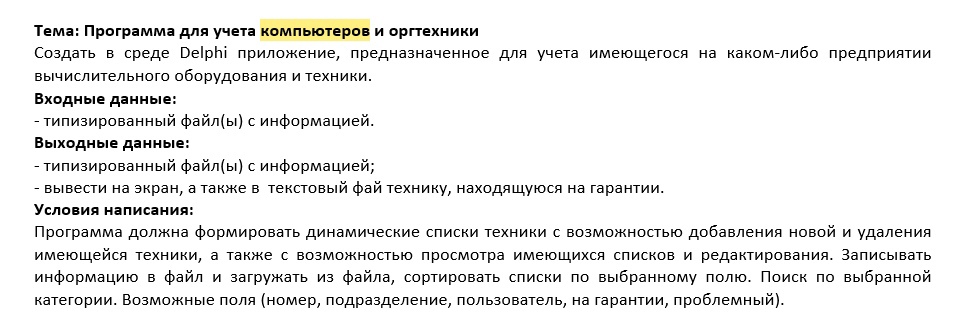 Тема: Программа для учета компьютеров и оргтехники
Создать в среде Delphi приложение, предназначенное для учета имеющегося на каком-либо предприятии
вычислительного оборудования и техники.
Входные данные:
- типизированный файл(ы) с информацией.
Выходные данные:
- типизированный файл(ы) с информацией;
- вывести на экран, а также в текстовый фай технику, находящуюся на гарантии.
Условия написания:
Программа должна формировать динамические списки техники с возможностью добавления новой и удаления
имеющейся техники, а также с возможностью просмотра имеющихся списков и редактирования. Записывать
информацию в файл и загружать из файла, сортировать списки по выбранному полю. Поиск по выбранной
категории. Возможные поля (номер, подразделение, пользователь, на гарантии, проблемный).